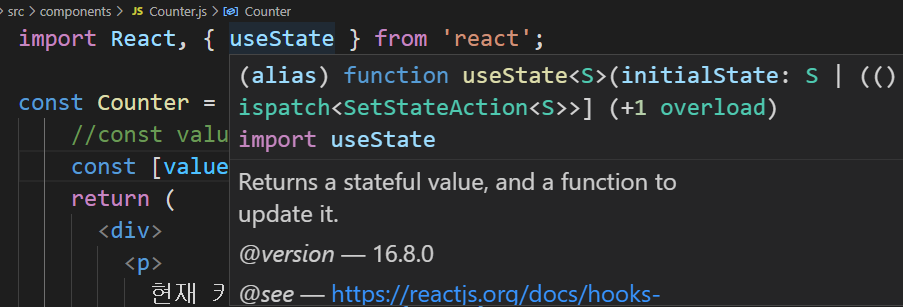 > src > components > JS Counter.js > Counter
import React, { useState } from 'react';
(alias) function useState<S>(initialState: S | (()
const Counter =
ispatch<SetStateAction<S>>] (+1 overload)
//const valu
import useState
const [value
Returns a stateful value, and a function to
return (
update it.
<div>
@version — 16.8.0
<p>
현재
@see — https://reactjs.org/docs/hooks-